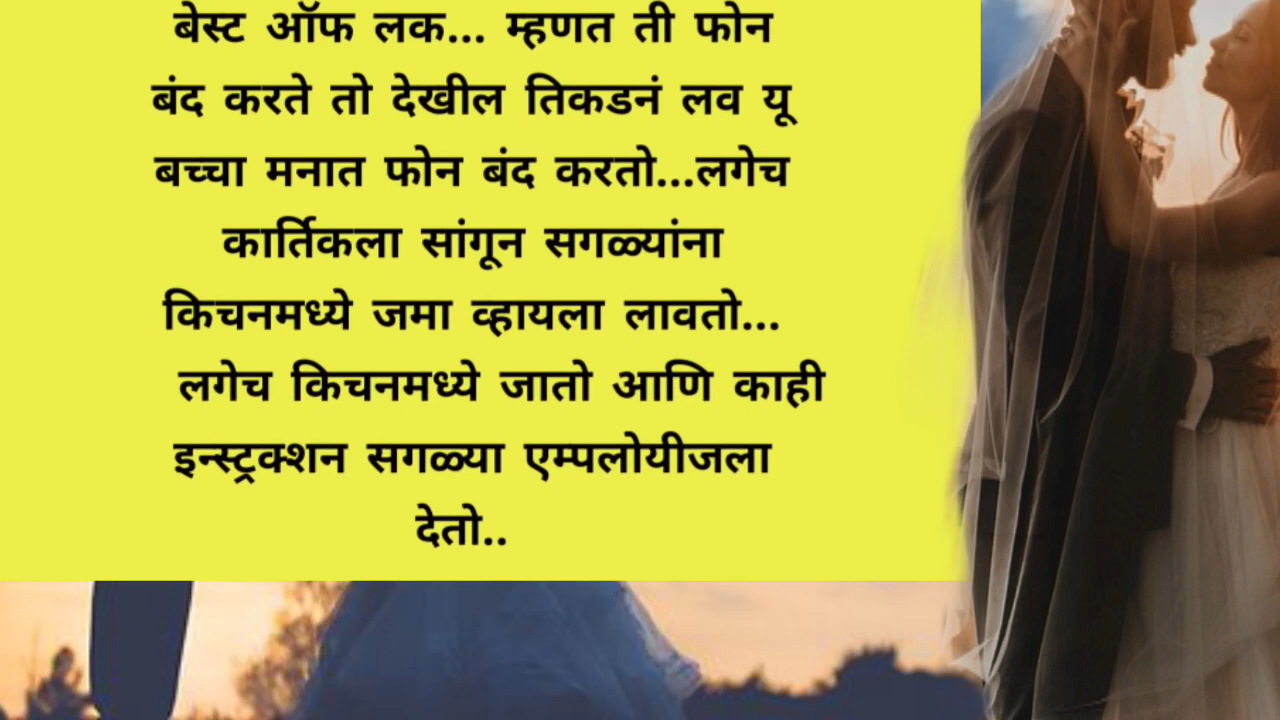 बेस्ट ऑफ लक... म्हणत ती फोन
बंद करते तो देखील तिकडनं लव यू
बच्चा मनात फोन बंद करतो...लगेच
कार्तिकला सांगून सगळ्यांना
किचनमध्ये जमा व्हायला लावतो...
लगेच किचनमध्ये जातो आणि काही
इन्स्ट्रक्शन सगळ्या एम्पलोयीजला
देतो..